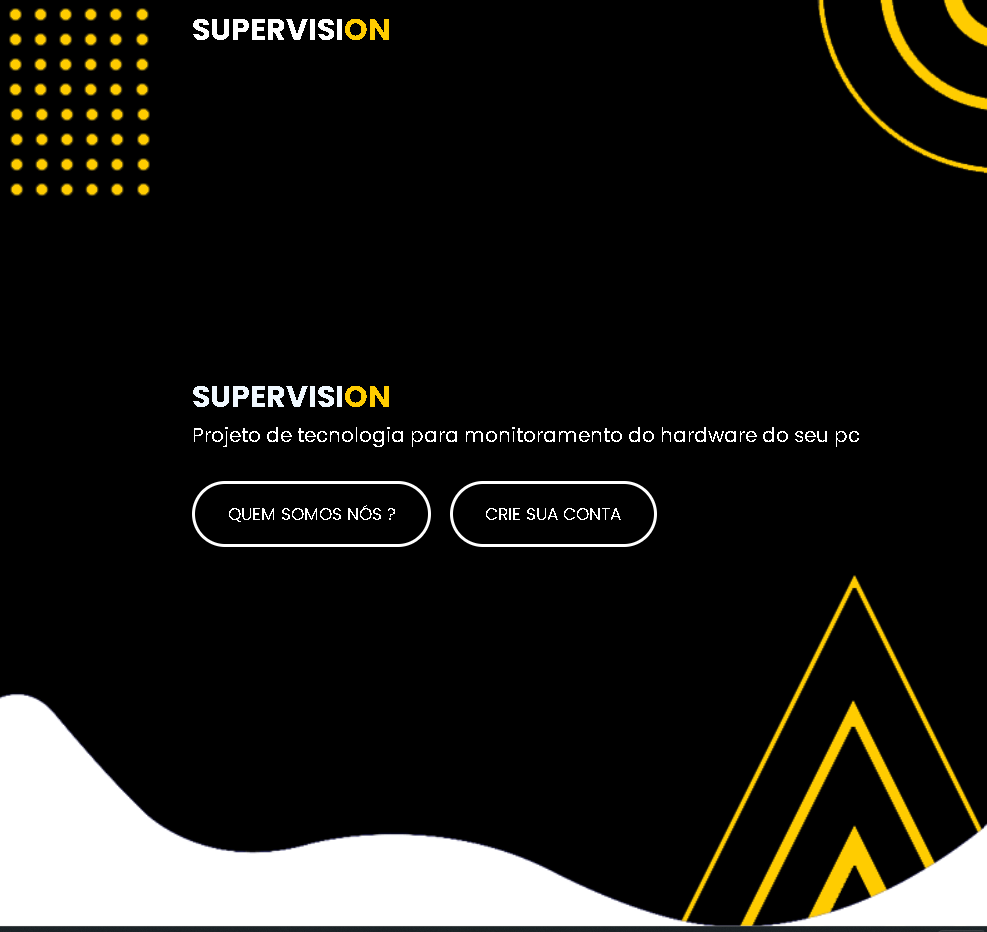 SUPERVISION
SUPERVISION
Projeto de tecnologia para monitoramento do hardware do seu pc
QUEM SOMOS NÓS ?
CRIE SUA CONTA